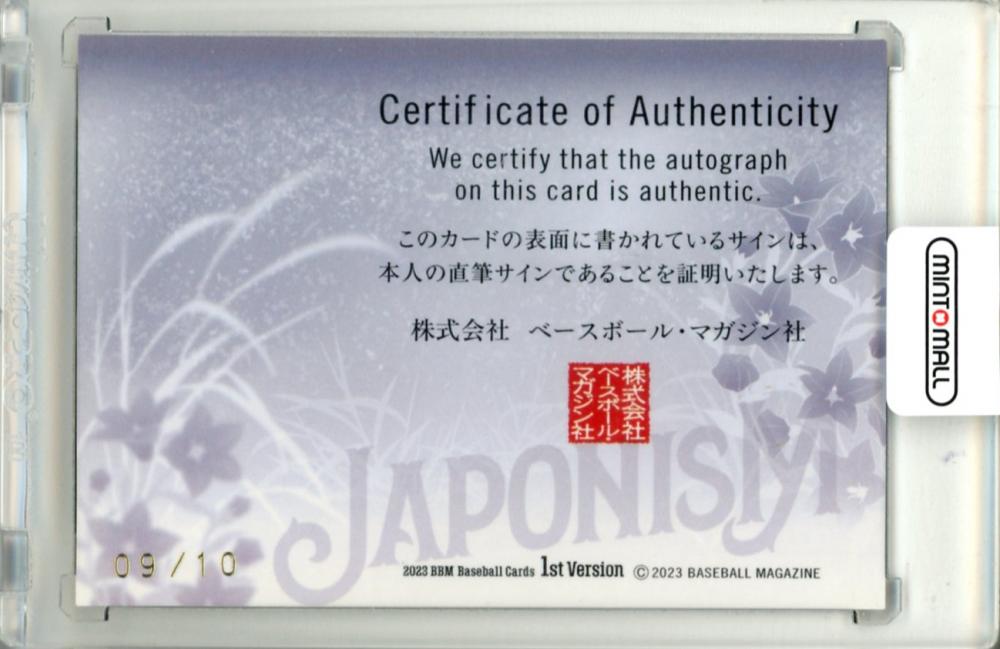 Certificate of Authenticity
We certify that the autograph
on this card is authentic.
このカードの表面に書かれているサインは、
本人の直筆サインであることを証明いたします。
株式会社　ベースボール・マガジン社
株式会社
ベースボール・
マガジン社
JAPONISM
09/10
2023 BBM Baseball Cards 1st Version ©2023 BASEBALL MAGAZINE
MINT MALL